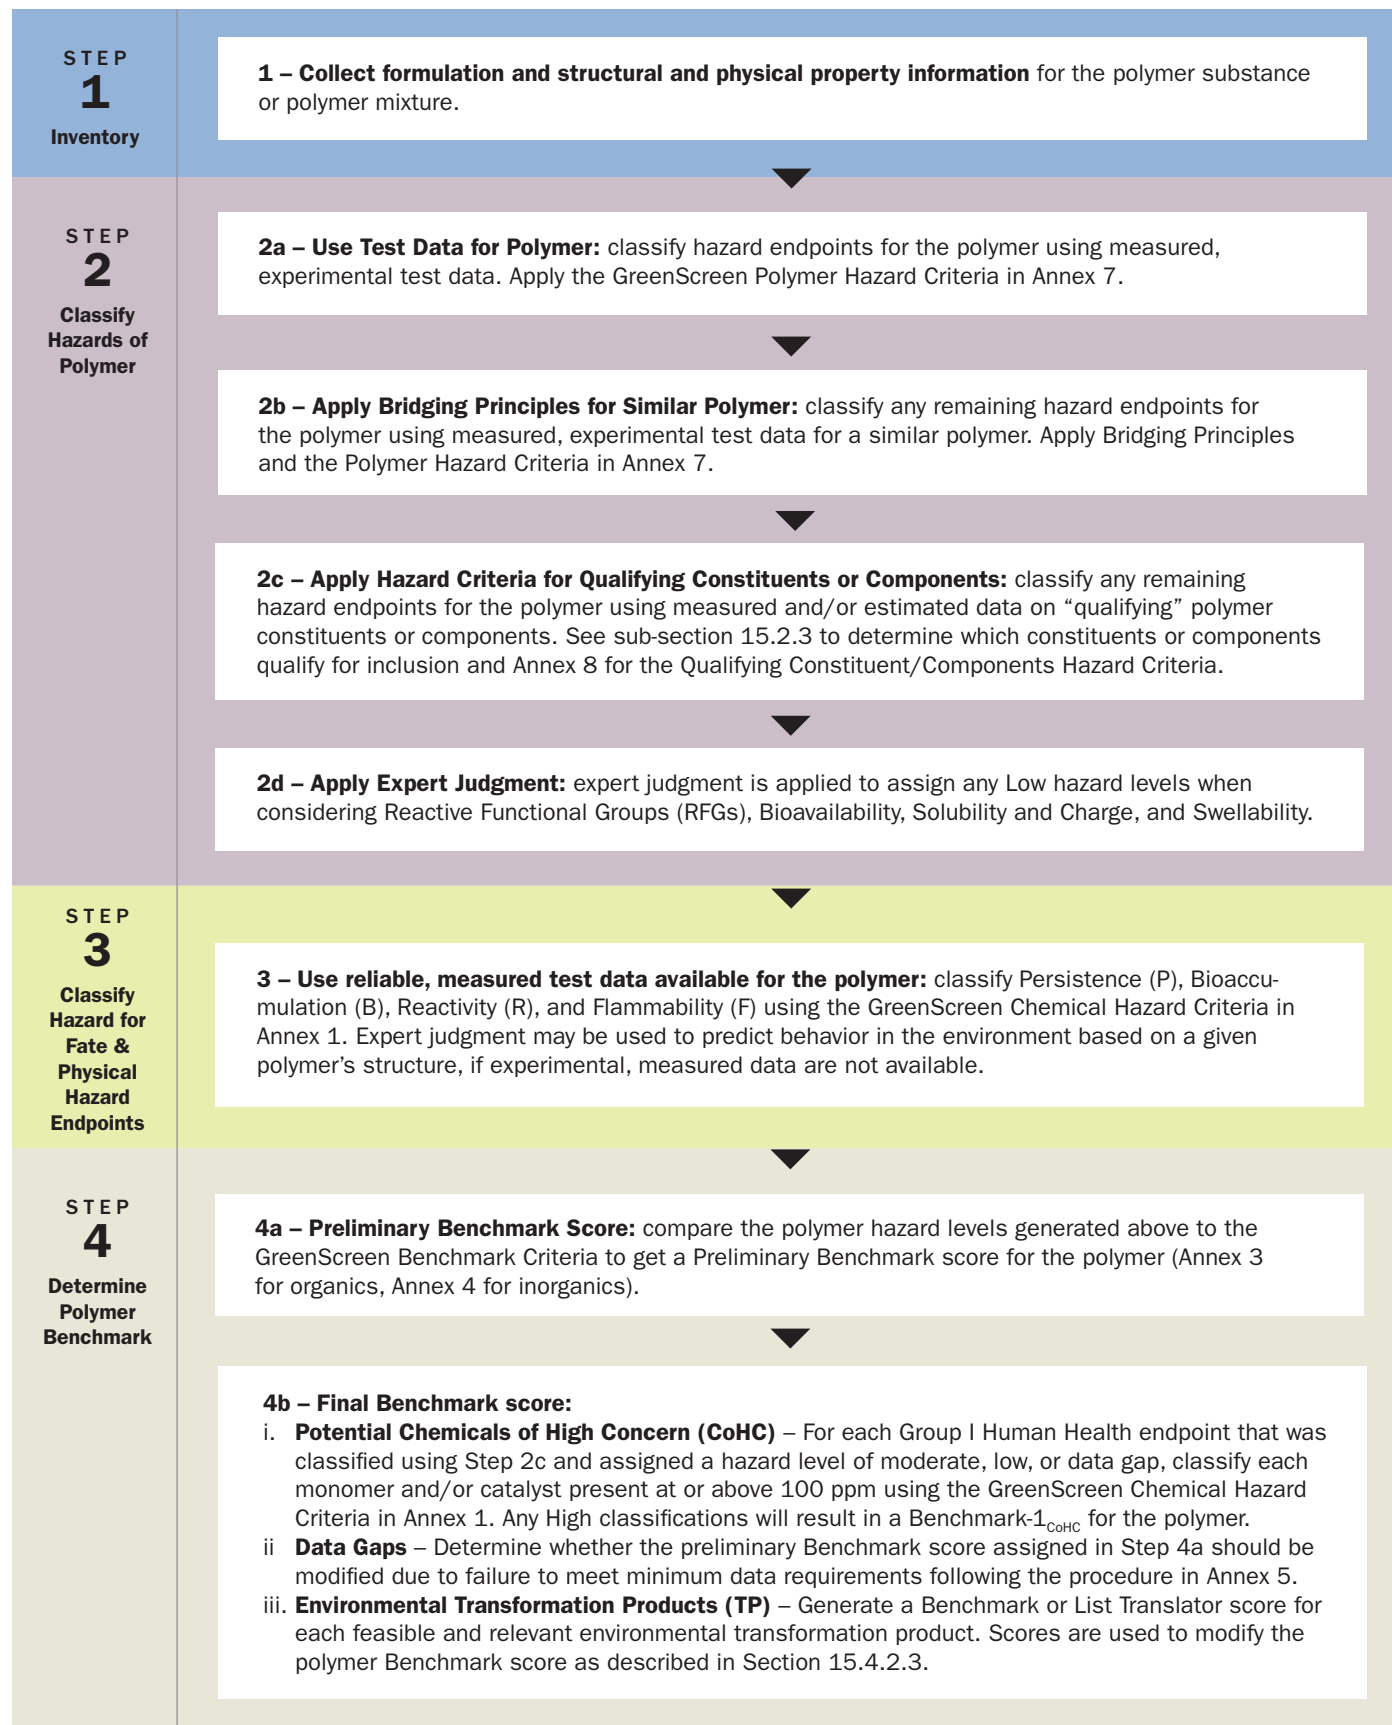 STEP
1
Inventory
1 – Collect formulation and structural and physical property information for the polymer substance
or polymer mixture.
STEP
2
Classify
Hazards of
Polymer
2a – Use Test Data for Polymer: classify hazard endpoints for the polymer using measured,
experimental test data. Apply the GreenScreen Polymer Hazard Criteria in Annex 7.
2b – Apply Bridging Principles for Similar Polymer: classify any remaining hazard endpoints for
the polymer using measured, experimental test data for a similar polymer. Apply Bridging Principles
and the Polymer Hazard Criteria in Annex 7.
2c – Apply Hazard Criteria for Qualifying Constituents or Components: classify any remaining
hazard endpoints for the polymer using measured and/or estimated data on “qualifying” polymer
constituents or components. See sub-section 15.2.3 to determine which constituents or components
qualify for inclusion and Annex 8 for the Qualifying Constituent/Components Hazard Criteria.
2d – Apply Expert Judgment: expert judgment is applied to assign any Low hazard levels when
considering Reactive Functional Groups (RFGs), Bioavailability, Solubility and Charge, and Swellability.
STEP
3
Classify
Hazard for
Fate &
Physical
Hazard
Endpoints
3 – Use reliable, measured test data available for the polymer: classify Persistence (P), Bioaccu-
mulation (B), Reactivity (R), and Flammability (F) using the GreenScreen Chemical Hazard Criteria in
Annex 1. Expert judgment may be used to predict behavior in the environment based on a given
polymer’s structure, if experimental, measured data are not available.
STEP
4
Determine
Polymer
Benchmark
4a – Preliminary Benchmark Score: compare the polymer hazard levels generated above to the
GreenScreen Benchmark Criteria to get a Preliminary Benchmark score for the polymer (Annex 3
for organics, Annex 4 for inorganics).
4b – Final Benchmark score:
i. Potential Chemicals of High Concern (CoHC) – For each Group I Human Health endpoint that was
classified using Step 2c and assigned a hazard level of moderate, low, or data gap, classify each
monomer and/or catalyst present at or above 100 ppm using the GreenScreen Chemical Hazard
Criteria in Annex 1. Any High classifications will result in a Benchmark-1CoHC for the polymer.
ii Data Gaps – Determine whether the preliminary Benchmark score assigned in Step 4a should be
modified due to failure to meet minimum data requirements following the procedure in Annex 5.
iii. Environmental Transformation Products (TP) – Generate a Benchmark or List Translator score for
each feasible and relevant environmental transformation product. Scores are used to modify the
polymer Benchmark score as described in Section 15.4.2.3.